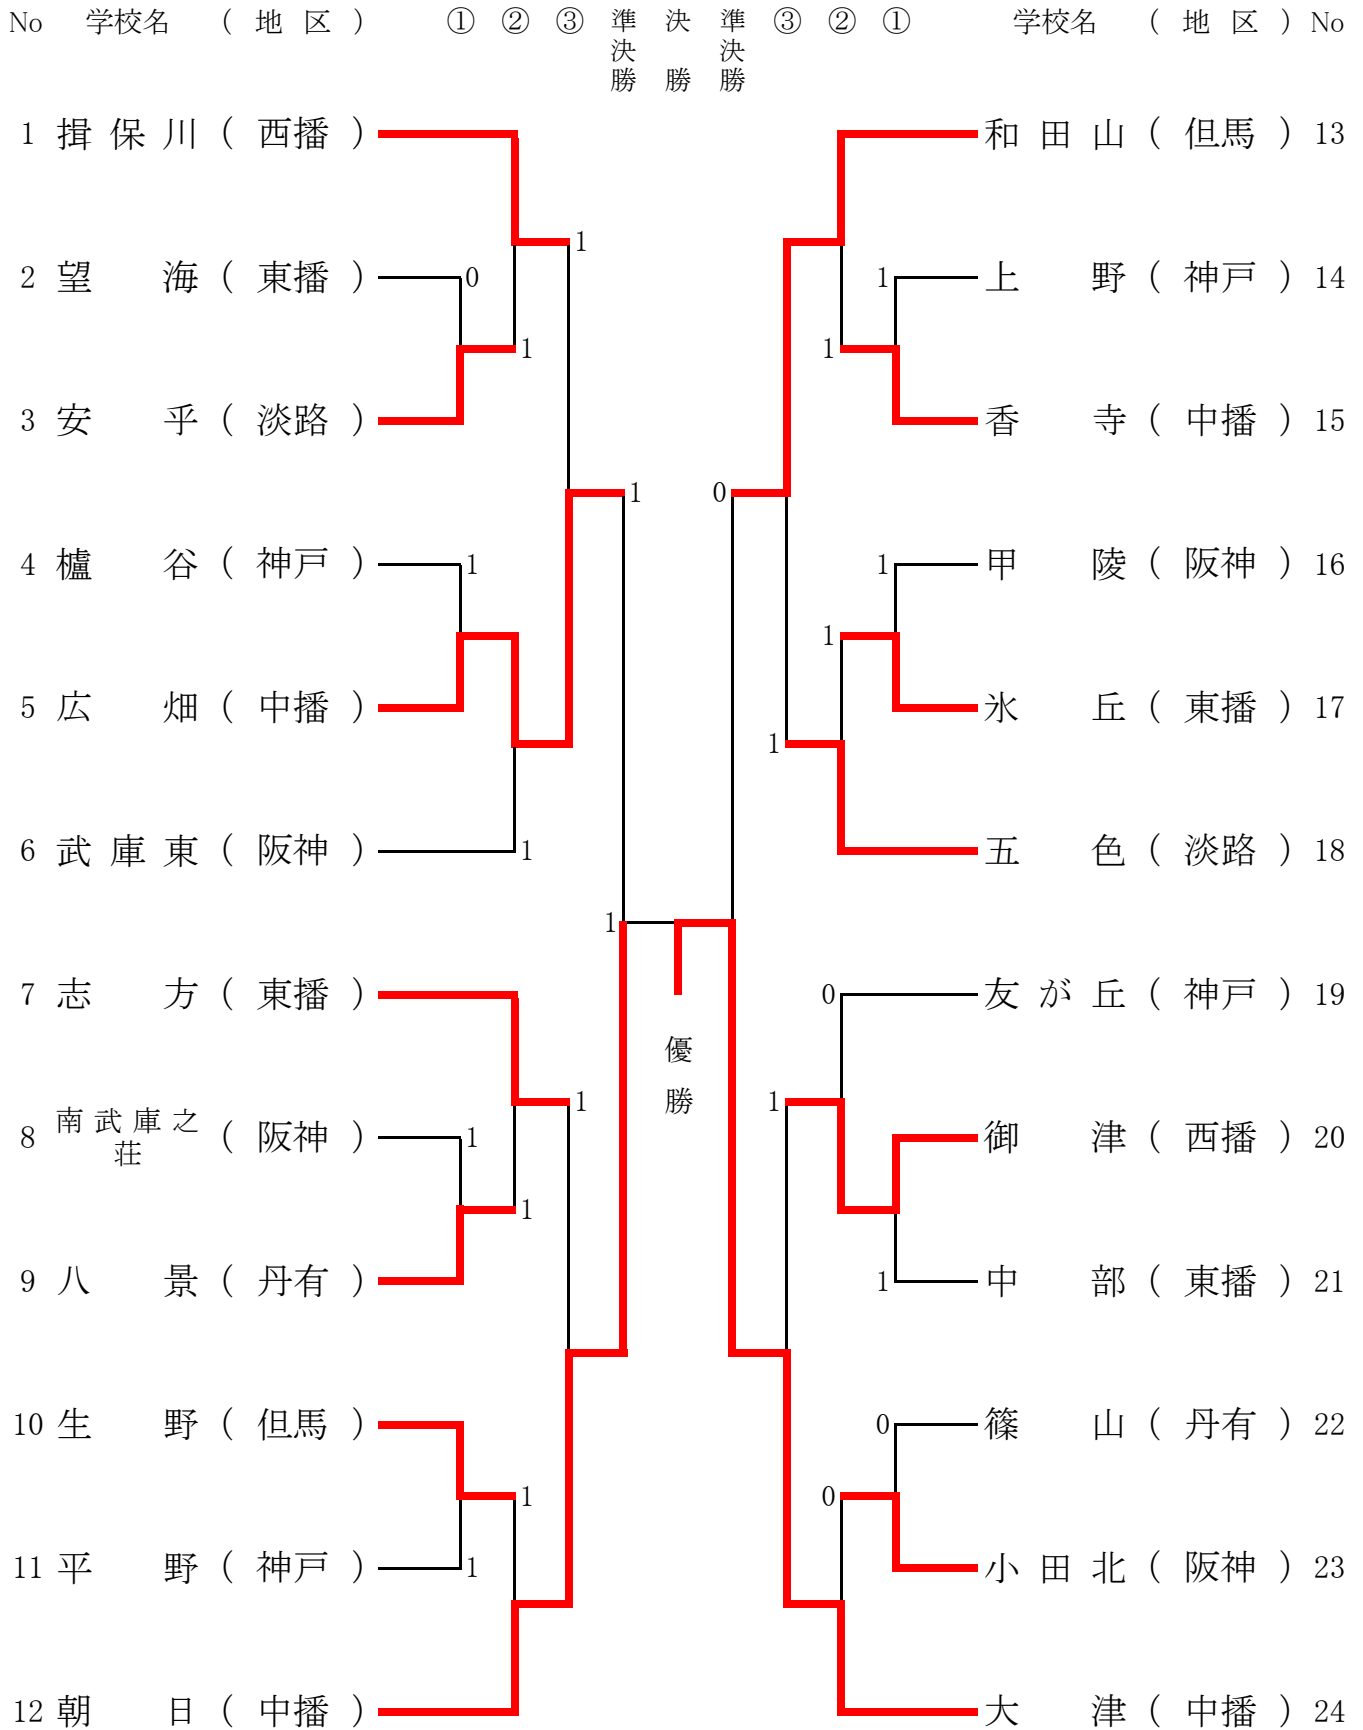 No 学校名 （ 地 区 ） ① ② ③ 準決勝 決勝 準決勝 ③ ② ① 学校名 （ 地 区 ） No
1 揖保川 （ 西播 ） 和田山 （ 但馬 ） 13
1
2 望海 （ 東播 ） 0 1 上野 （ 神戸 ） 14
1 1
3 安乎 （ 淡路 ） 香寺 （ 中播 ） 15
1 0
4 櫨谷 （ 神戸 ） 1 1 甲陵 （ 阪神 ） 16
1
5 広畑 （ 中播 ） 氷丘 （ 東播 ） 17
1
6 武庫東 （ 阪神 ） 1 五色 （ 淡路 ） 18
1
7 志方 （ 東播 ） 0 友が丘 （ 神戸 ） 19
優勝
1 1
8 南武庫之荘 （ 阪神 ） 1 御津 （ 西播 ） 20
1
9 八景 （ 丹有 ） 1 中部 （ 東播 ） 21
10 生野 （ 但馬 ） 0 篠山 （ 丹有 ） 22
1 0
11 平野 （ 神戸 ） 1 小田北 （ 阪神 ） 23
12 朝日 （ 中播 ） 大津 （ 中播 ） 24